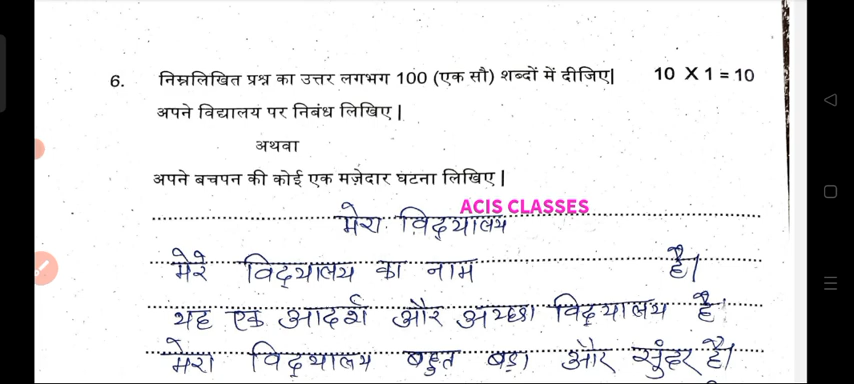 6. निम्नलिखित प्रश्न का उत्तर लगभग 100 (एक सौ) शब्दों में दीजिए| 10 X 1 = 10
अपने विद्यालय पर निबंध लिखिए|
अथवा
अपने बचपन की कोई एक मज़ेदार घटना लिखिए|
ACIS CLASSES
मेरा विद्यालय
मेरे विद्यालय का नाम है।
यह एक आदर्श और अच्छा विद्यालय है।
मेरा विद्यालय बहुत बड़ा और सुंदर है।